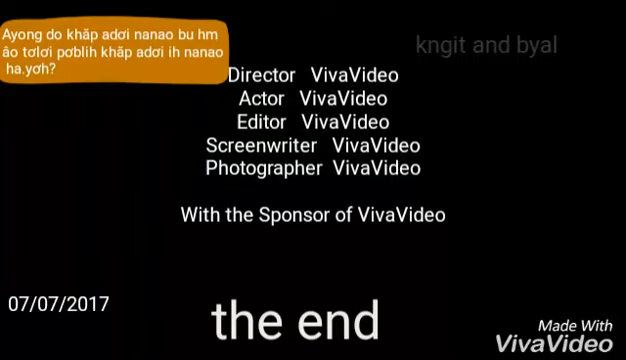 Ayong do khăp adơi nanao bu hm
ão tơlơi pơblih khăp adơi ih nanao
ha.yơh?
kngit and byal
Director VivaVideo
Actor VivaVideo
Editor VivaVideo
Screenwriter VivaVideo
Photographer VivaVideo
With the Sponsor of VivaVideo
07/07/2017
the end
Made With
VivaVideo